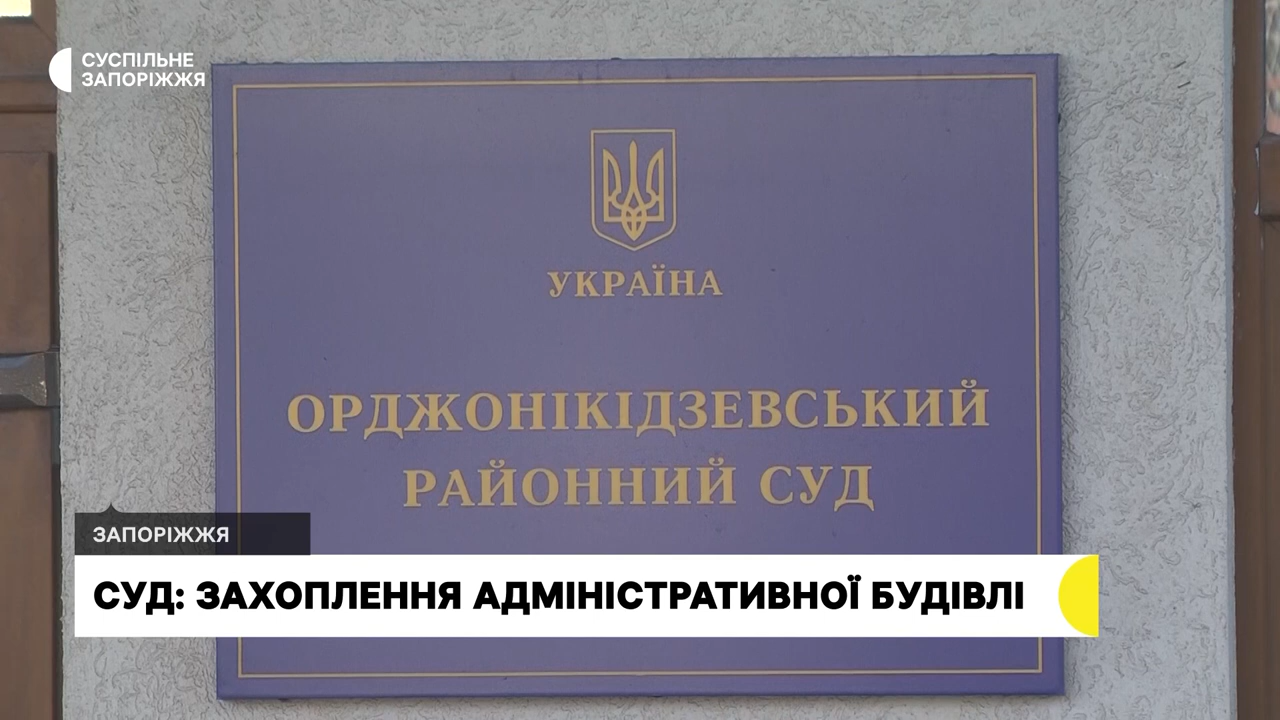 СУСПІЛЬНЕ
ЗАПОРІЖЖЯ
УКРАЇНА
ОРДЖОНІКІДЗЕВСЬКИЙ
РАЙОННИЙ СУД
ЗАПОРІЖЖЯ
СУД: ЗАХОПЛЕННЯ АДМІНІСТРАТИВНОЇ БУДІВЛІ